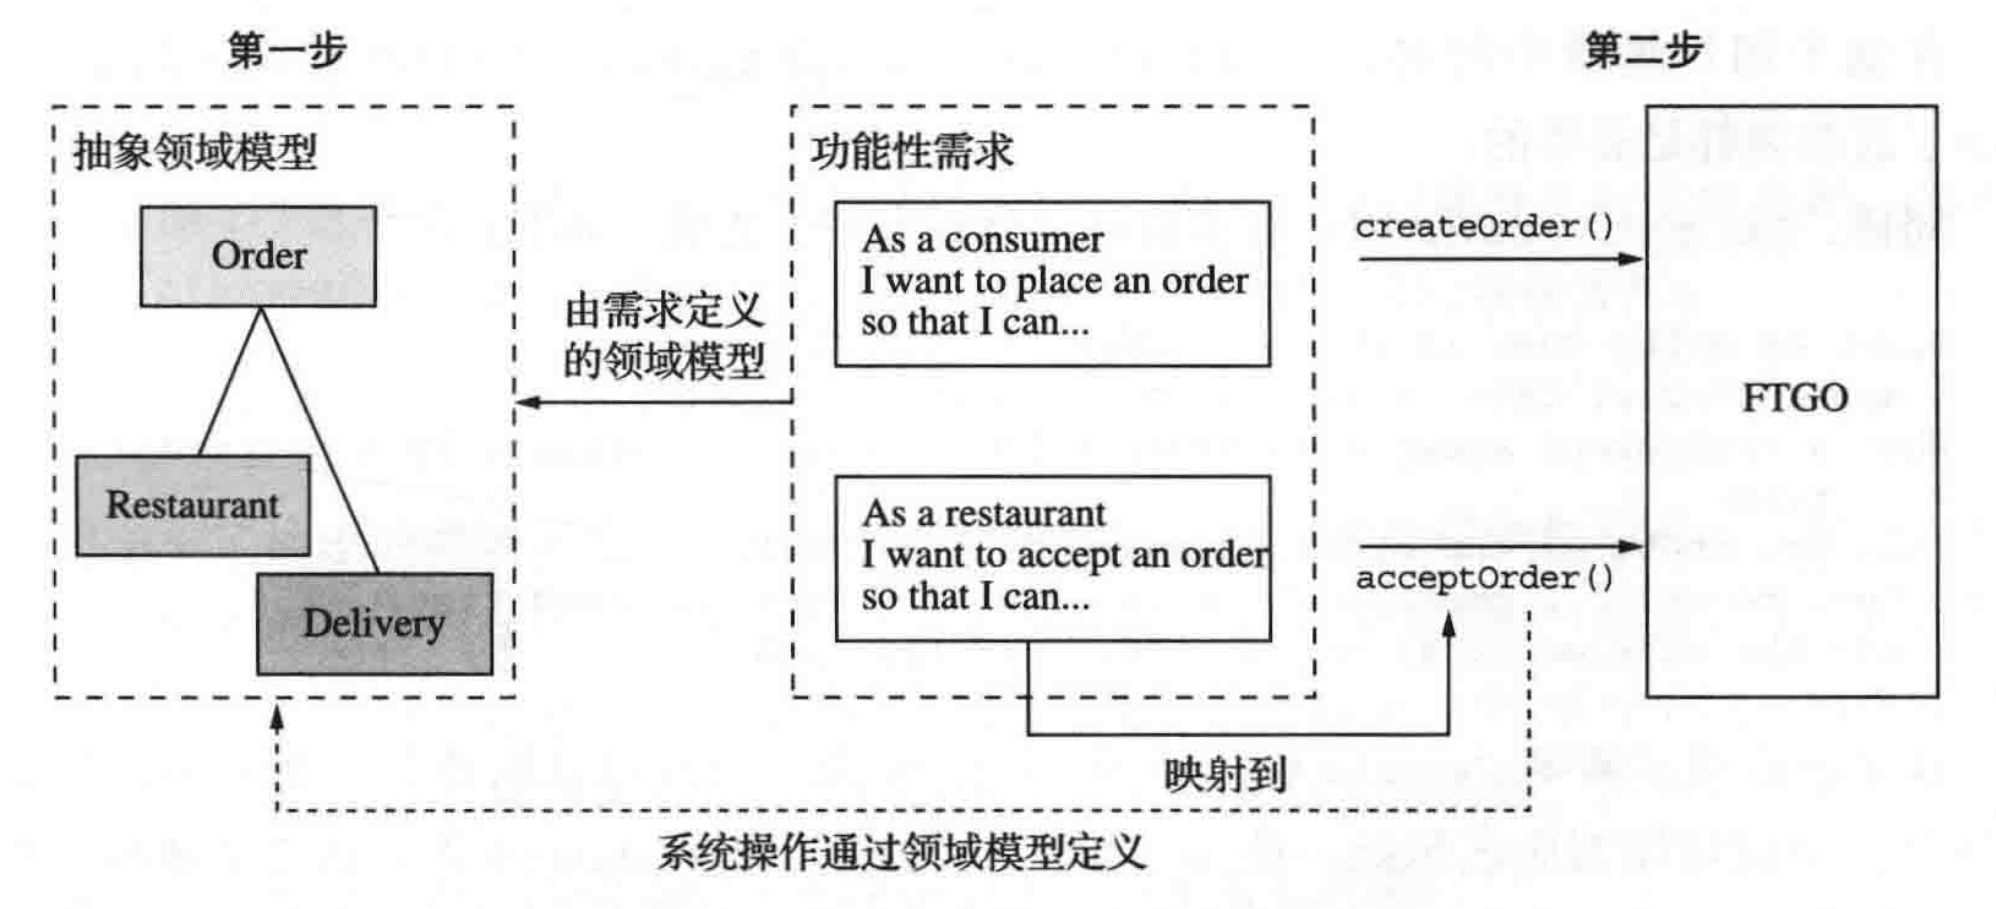 第一步
第二步
抽象领域模型
Order
Restaurant
Delivery
由需求定义
的领域模型
功能性需求
As a consumer
I want to place an order
so that I can...
As a restaurant
I want to accept an order
so that I can...
createOrder()
acceptOrder()
FTGO
映射到
系统操作通过领域模型定义